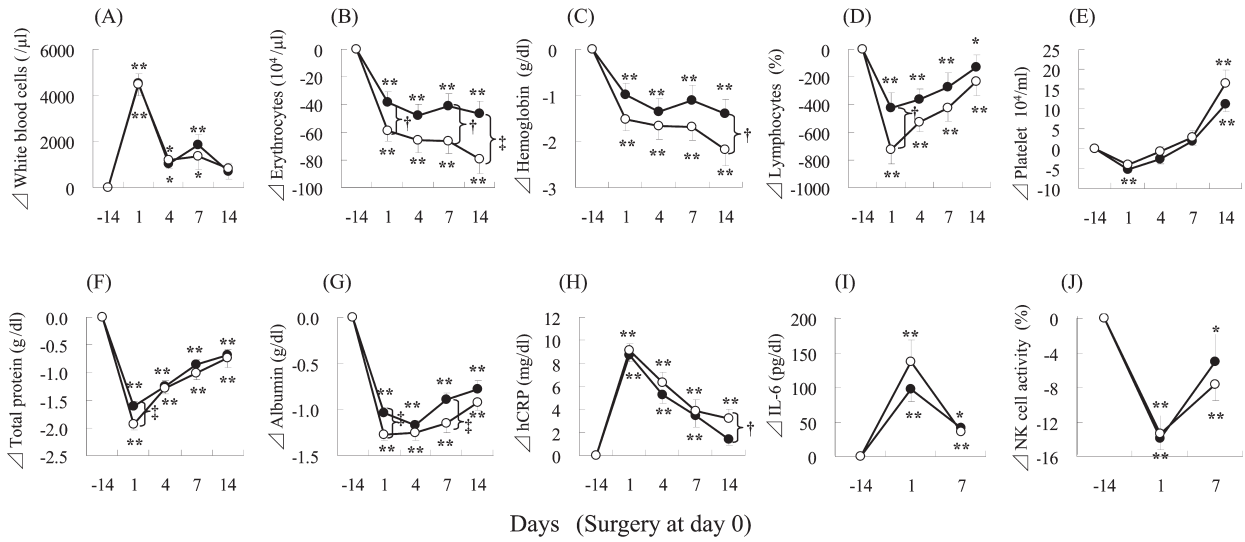 (A) (B) (C) (D) (E)
⊿ White blood cells (/μl)
6000
4000
2000
0
** ** * * ** *
-14 1 4 7 14
⊿ Erythrocytes (10⁴/μl)
0
-20
-40
-60
-80
-100
** ** ** ** ** ** ** ** † † ‡
-14 1 4 7 14
⊿ Hemoglobin (g/dl)
0
-1
-2
-3
** ** ** ** ** ** ** ** †
-14 1 4 7 14
⊿ Lymphocytes (%)
0
-200
-400
-600
-800
-1000
** ** ** * ** ** ** ** †
-14 1 4 7 14
⊿ Platelet 10⁴/ml)
25
20
15
10
5
0
-5
-10
** ** **
-14 1 4 7 14
(F) (G) (H) (I) (J)
⊿ Total protein (g/dl)
0.0
-0.5
-1.0
-1.5
-2.0
-2.5
** ** ** ** ** ** ** ** ‡
-14 1 4 7 14
⊿ Albumin (g/dl)
0.0
-0.5
-1.0
-1.5
** ** ** ** ** ** ** ** ‡ ‡
-14 1 4 7 14
⊿ hCRP (mg/dl)
12
10
8
6
4
2
0
** ** ** ** ** ** ** †
-14 1 4 7 14
⊿ IL-6 (pg/dl)
200
150
100
50
0
** ** * **
-14 1 7
⊿ NK cell activity (%)
0
-4
-8
-12
-16
** ** * **
-14 1 7
Days (Surgery at day 0)